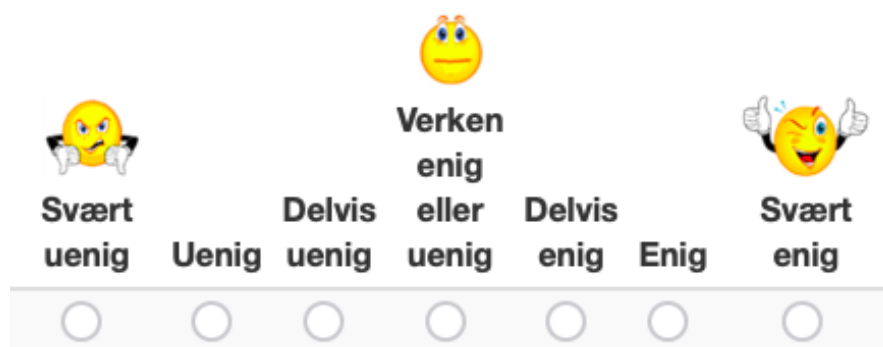 Svært uenig
Uenig
Delvis uenig
Verken enig eller uenig
Delvis enig
Enig
Svært enig